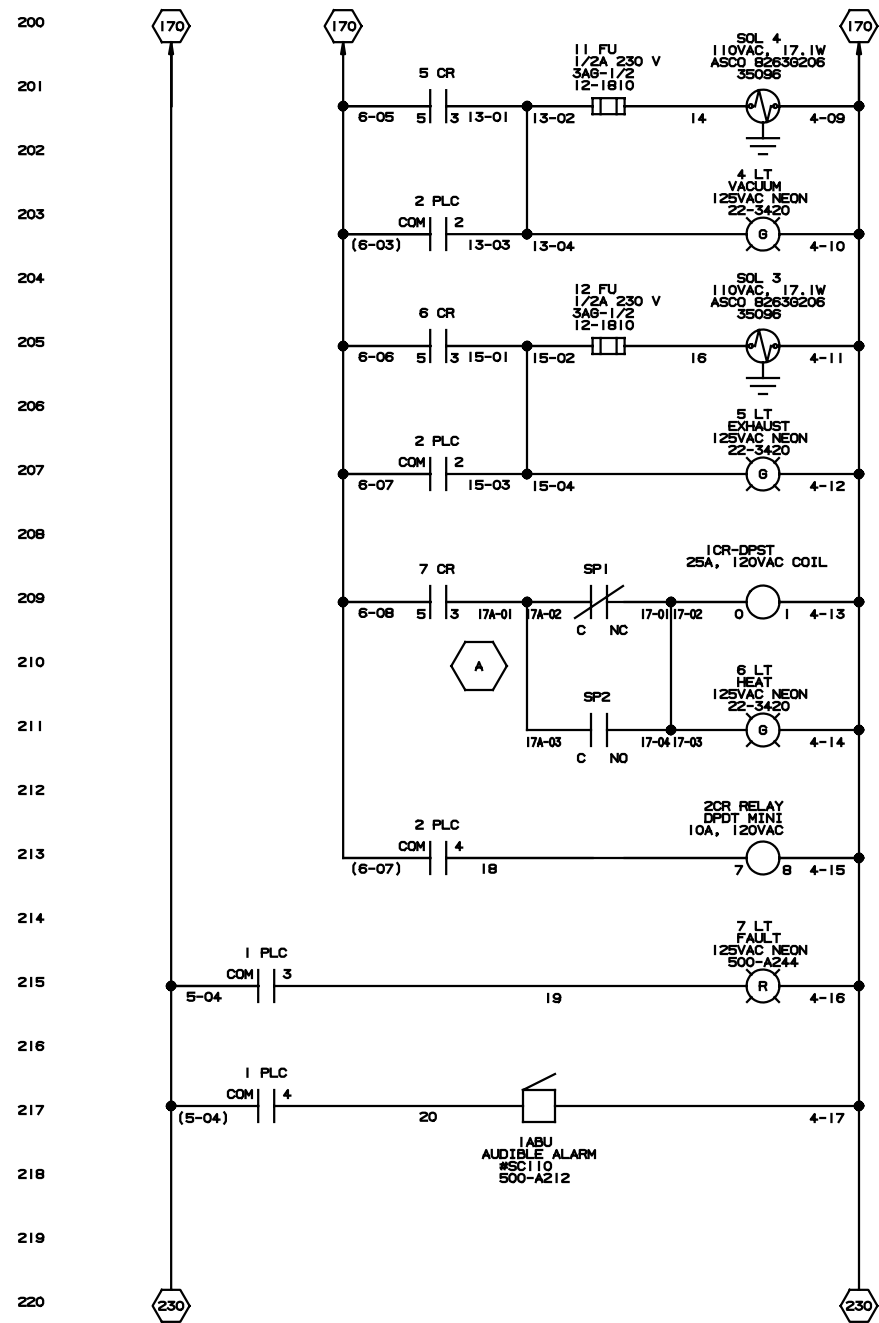 200
170
170
170
SOL 4
110VAC, 17.1W
ASCO 8263G206
35096
11 FU
1/2A 230 V
3AG-1/2
12-1810
201
5 CR
6-05 5 3 13-01 13-02 14 4-09
202
4 LT
VACUUM
125VAC NEON
22-3420
203
2 PLC
COM 2
G
(6-03) 13-03 13-04 4-10
204
SOL 3
110VAC, 17.1W
ASCO 8263G206
35096
12 FU
1/2A 230 V
3AG-1/2
12-1810
205
6 CR
6-06 5 3 15-01 15-02 16 4-11
206
5 LT
EXHAUST
125VAC NEON
22-3420
207
2 PLC
COM 2
G
6-07 15-03 15-04 4-12
208
1CR-DPST
25A, 120VAC COIL
209
7 CR
SP1
6-08 5 3 17A-01 17A-02 17-01 17-02 0 1 4-13
C NC
210
A
6 LT
HEAT
125VAC NEON
22-3420
211
SP2
G
17A-03 17-04 17-03 4-14
C NO
212
2CR RELAY
DPDT MINI
10A, 120VAC
213
2 PLC
COM 4
(6-07) 18 7 8 4-15
214
7 LT
FAULT
125VAC NEON
500-A244
215
1 PLC
COM 3
R
5-04 19 4-16
216
1 PLC
COM 4
217
(5-04) 20 4-17
1ABU
AUDIBLE ALARM
#SC110
500-A212
218
219
220
230
230